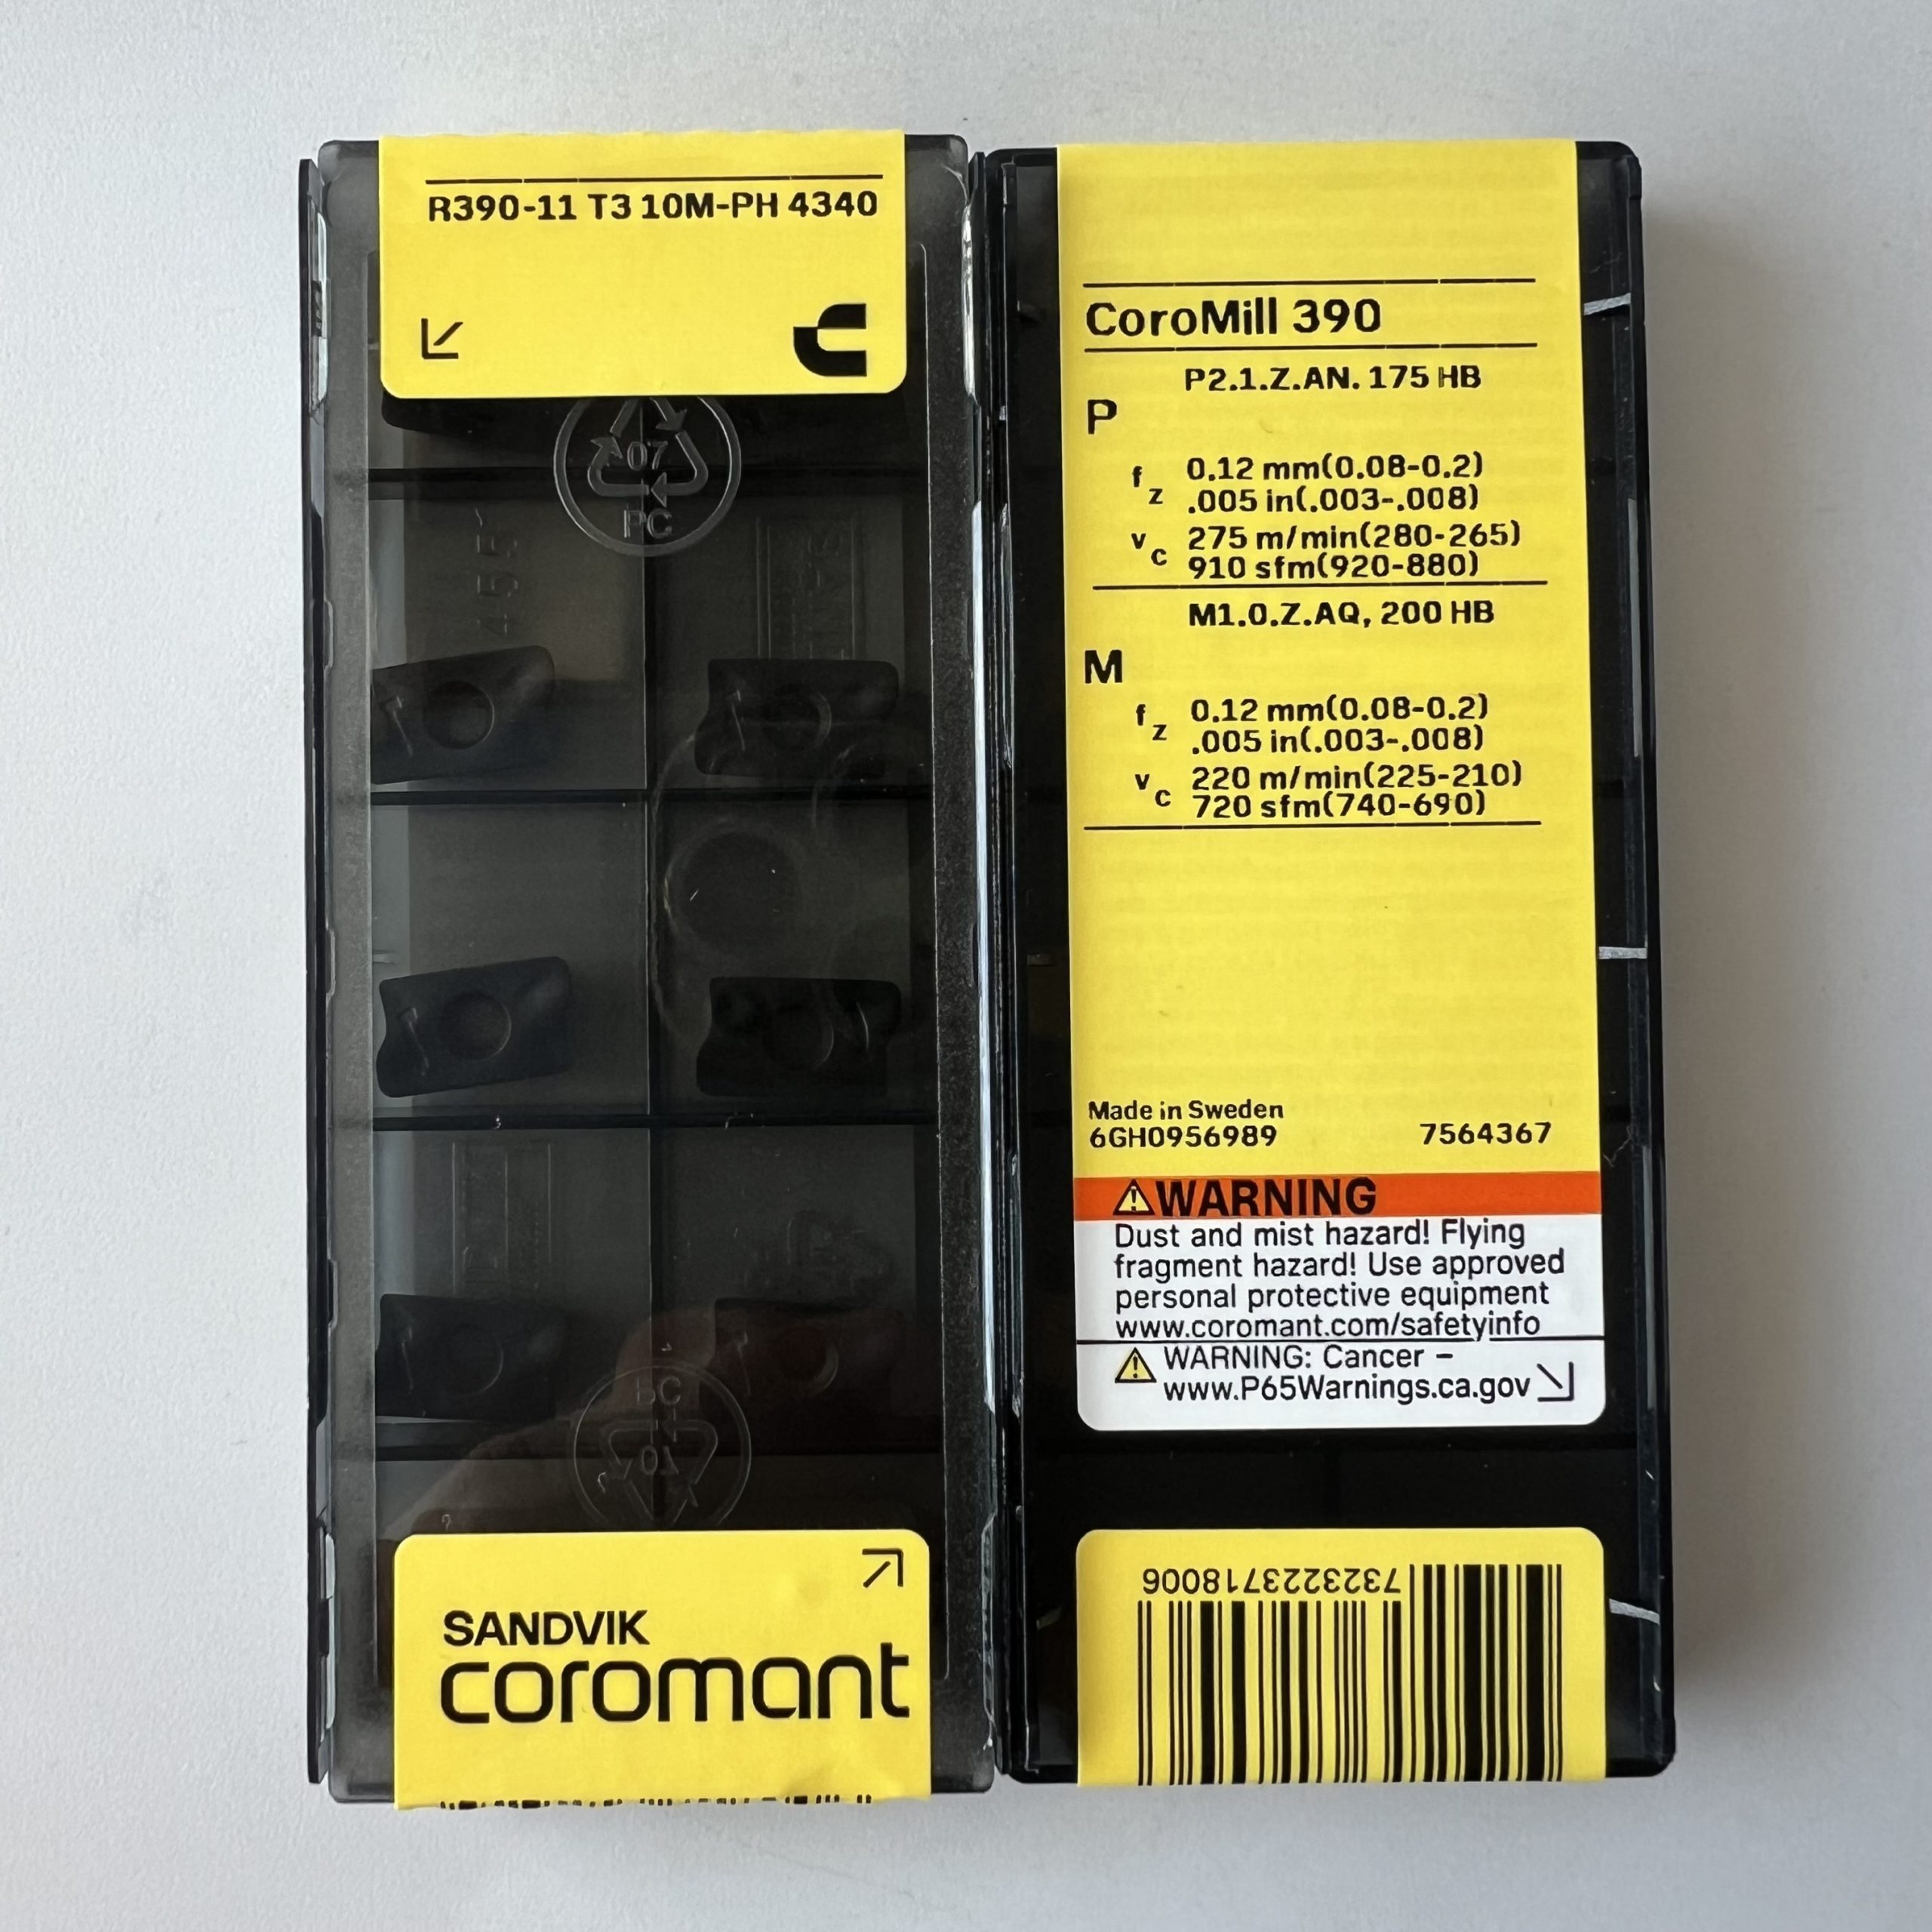 R390-11 T3 10M-PH 4340
07
PC
PC
07
SANDVIK
coromant
CoroMill 390
P2.1.Z.AN. 175 HB
P
fz 0.12 mm(0.08-0.2)
.005 in(.003-.008)
vc 275 m/min(280-265)
910 sfm(920-880)
M1.0.Z.AQ, 200 HB
M
fz 0.12 mm(0.08-0.2)
.005 in(.003-.008)
vc 220 m/min(225-210)
720 sfm(740-690)
Made in Sweden
6GH0956989 7564367
WARNING
Dust and mist hazard! Flying
fragment hazard! Use approved
personal protective equipment
www.coromant.com/safetyinfo
WARNING: Cancer –
www.P65Warnings.ca.gov
7323223718006